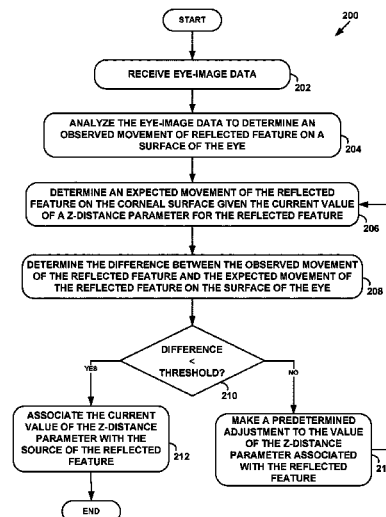 START
200
RECEIVE EYE-IMAGE DATA
202
ANALYZE THE EYE-IMAGE DATA TO DETERMINE AN
OBSERVED MOVEMENT OF REFLECTED FEATURE ON A
SURFACE OF THE EYE
204
DETERMINE AN EXPECTED MOVEMENT OF THE REFLECTED
FEATURE ON THE CORNEAL SURFACE GIVEN THE CURRENT VALUE
OF A Z-DISTANCE PARAMETER FOR THE REFLECTED FEATURE
206
DETERMINE THE DIFFERENCE BETWEEN THE OBSERVED MOVEMENT
OF THE REFLECTED FEATURE AND THE EXPECTED MOVEMENT OF
THE REFLECTED FEATURE ON THE SURFACE OF THE EYE
208
DIFFERENCE
<
THRESHOLD?
210
YES
NO
ASSOCIATE THE CURRENT
VALUE OF THE Z-DISTANCE
PARAMETER WITH THE
SOURCE OF THE REFLECTED
FEATURE
212
MAKE A PREDETERMINED
ADJUSTMENT TO THE VALUE
OF THE Z-DISTANCE
PARAMETER ASSOCIATED
WITH THE REFLECTED
FEATURE
END